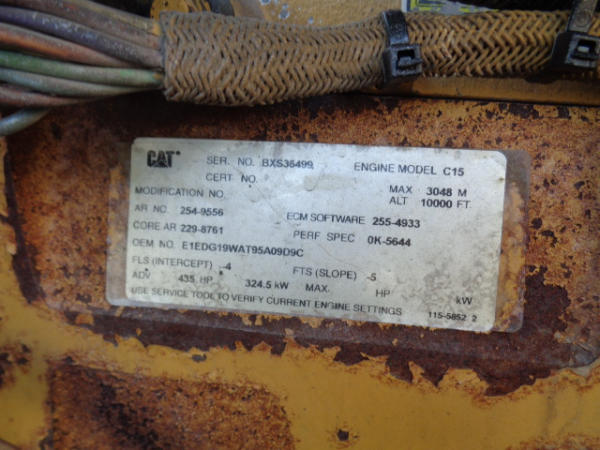 CAT SER. NO. BXS36499 ENGINE MODEL C15
CERT NO. MAX 3048 M
MODIFICATION NO. ALT 10000 FT.
AR NO. 254-9556 ECM SOFTWARE 255-4933
CORE AR 229-8761 PERF SPEC 0K-5644
OEM NO. E1EDG19WAT95A09D9C
FLS (INTERCEPT) -4 FTS (SLOPE) -5
ADV 435 HP 324.5 kW MAX. HP kW
USE SERVICE TOOL TO VERIFY CURRENT ENGINE SETTINGS 115-5852 2